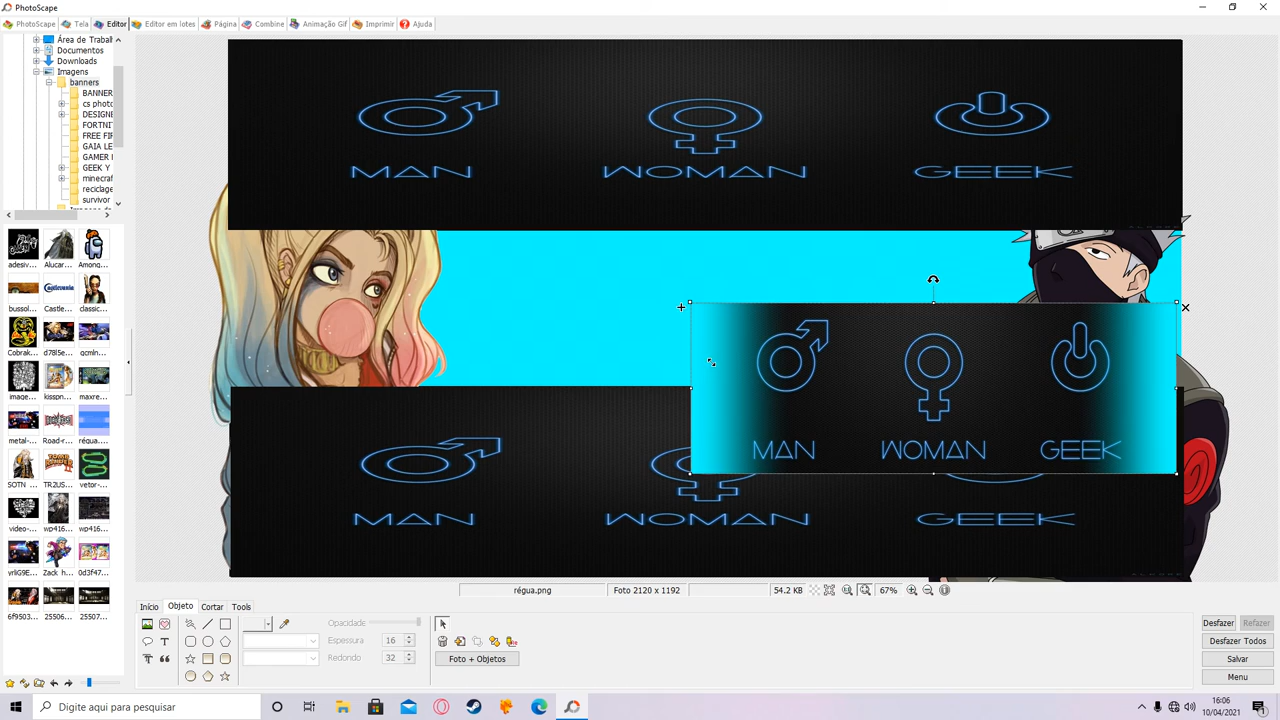 PhotoScape
PhotoScape Tela Editor Editor em lotes Página Combine Animação Gif Imprimir Ajuda
Área de Trabal
Documentos
Downloads
Imagens
banners
BANNER
cs photo
DESIGNE
FORTNIT
FREE FIR
GAIA LE
GAMER I
GEEK Y
minecraf
reciclage
survivor
adesiv... Alucar... Among...
bussol... Castle... classic...
Cobrak... d78l5e... gcmln...
image... kisspn... maxre...
metal-... Road-r... régua....
SOTN ... TR2US... vetor-...
video-... wp416... wp416...
yrliG9E... Zack h... 0d3f47...
6f9503... 25506... 25507...
MAN WOMAN GEEK
MAN WOMAN GEEK
MAN WOMAN GEEK
régua.png Foto 2120 x 1192 54.2 KB 67%
Início Objeto Cortar Tools
Opacidade
Espessura 16
Redondo 32
Foto + Objetos
Desfazer Refazer
Desfazer Todos
Salvar
Menu
Digite aqui para pesquisar
16:06
10/04/2021